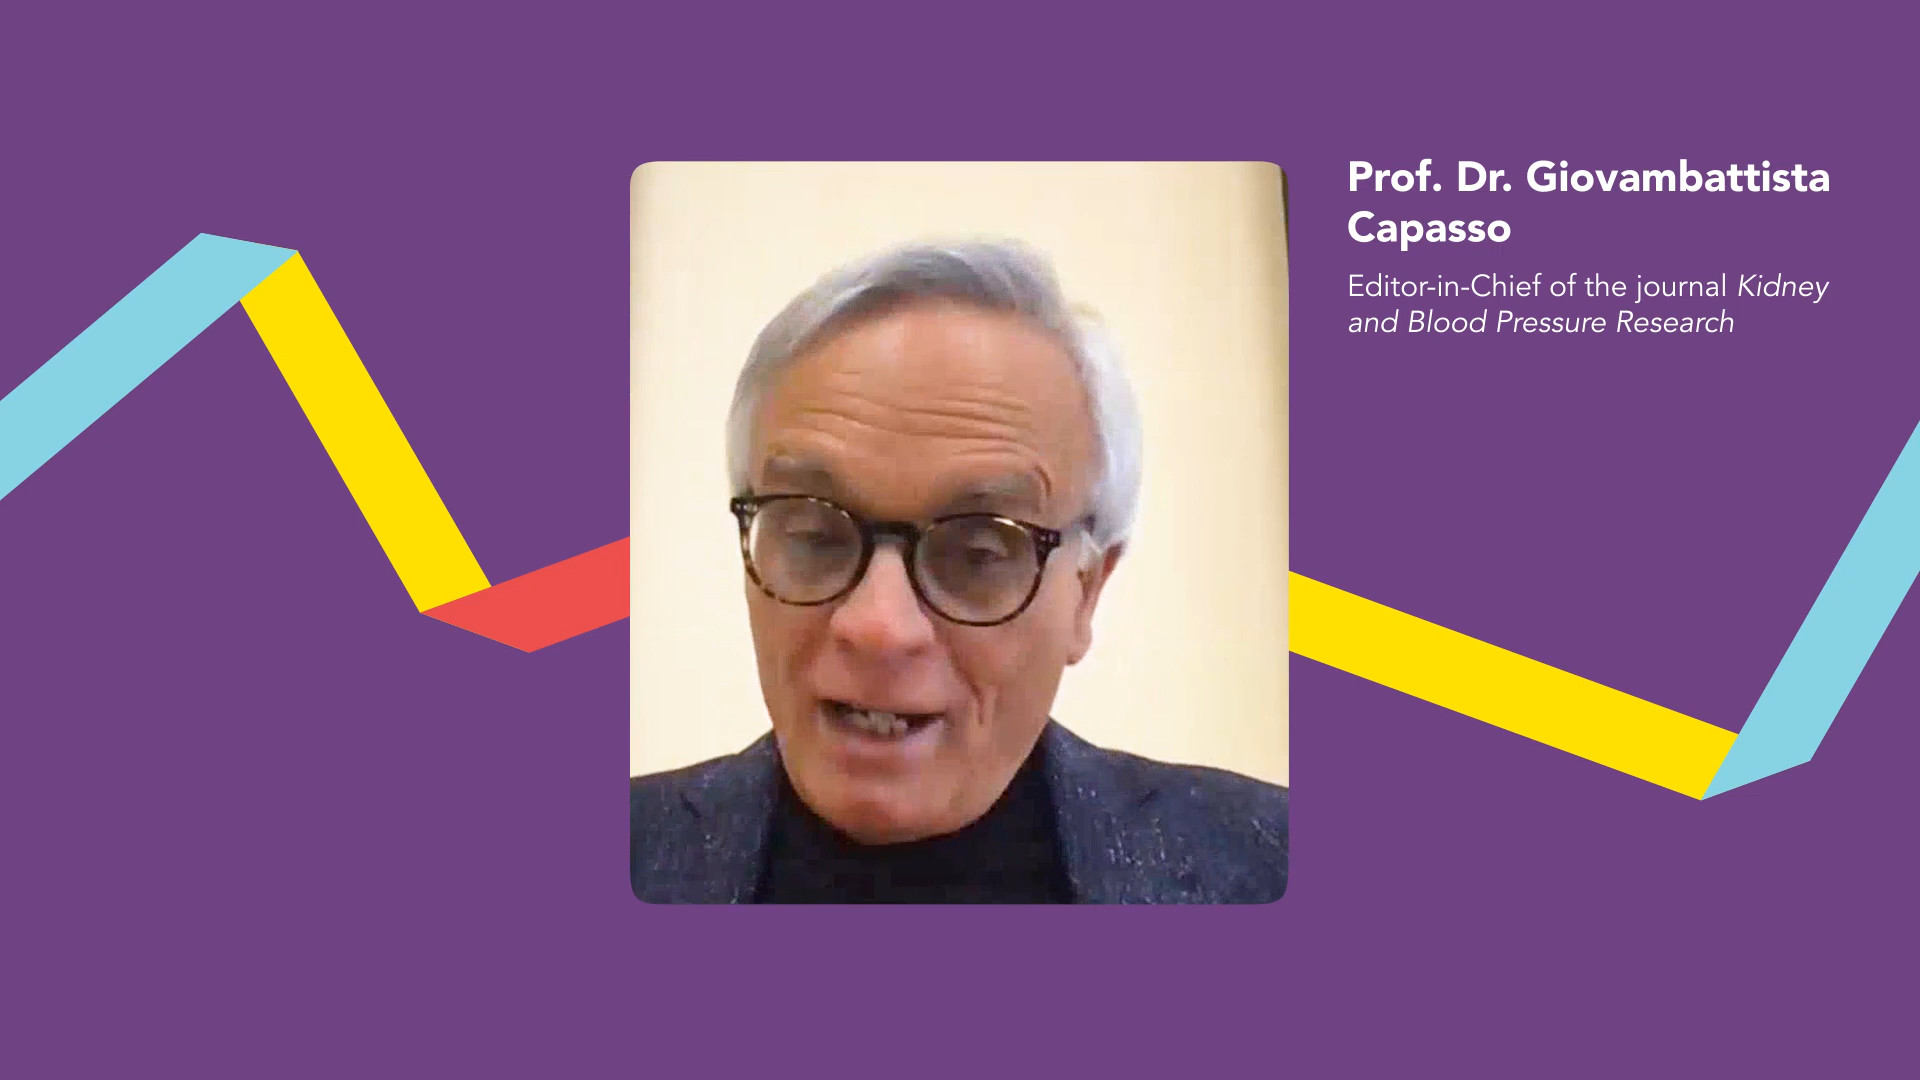 Prof. Dr. Giovambattista
Capasso
Editor-in-Chief of the journal Kidney
and Blood Pressure Research